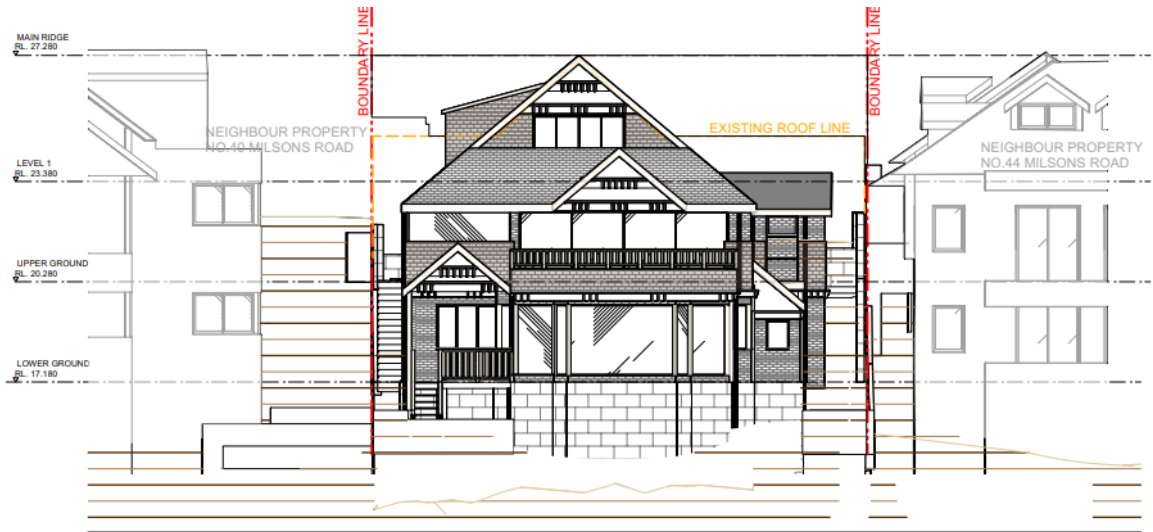 MAIN RIDGE
RL. 27.280
BOUNDARY LINE
BOUNDARY LINE
NEIGHBOUR PROPERTY
NO.40 MILSONS ROAD
EXISTING ROOF LINE
NEIGHBOUR PROPERTY
NO.44 MILSONS ROAD
LEVEL 1
RL. 23.380
UPPER GROUND
RL. 20.280
LOWER GROUND
RL. 17.180